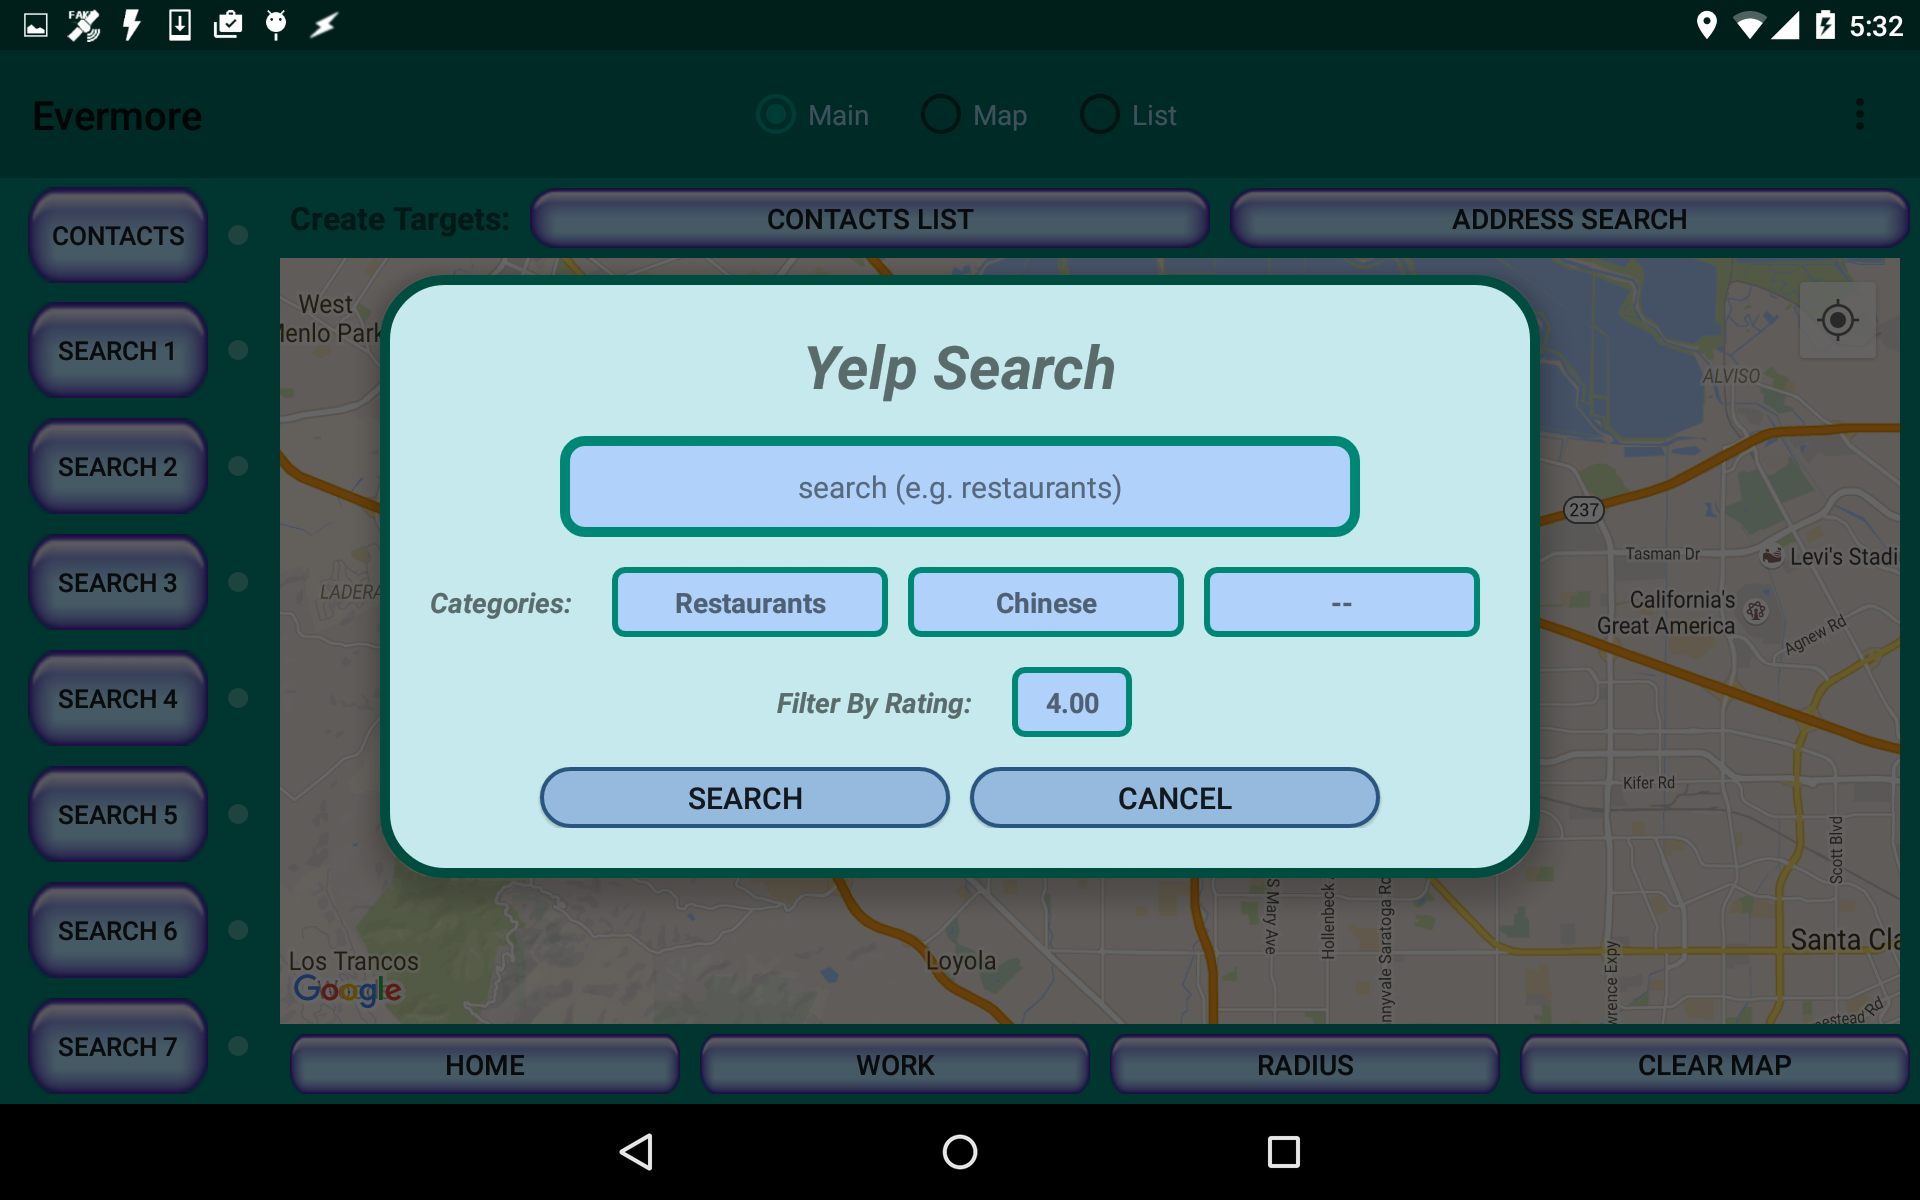 FAKE
5:32
Evermore
Main
Map
List
CONTACTS
Create Targets:
CONTACTS LIST
ADDRESS SEARCH
West
Menlo Park
ALVISO
SEARCH 1
Yelp Search
SEARCH 2
search (e.g. restaurants)
237
Tasman Dr
Levi's Stadi
SEARCH 3
LADERA
Categories:
Restaurants
Chinese
--
California's
Great America
Agnew Rd
SEARCH 4
Filter By Rating:
4.00
Kifer Rd
SEARCH 5
SEARCH
CANCEL
Scott Blvd
SEARCH 6
S Mary Ave
Hollenbeck
nnyvale Saratoga Rd
wrence Expy
Santa Cla
Los Trancos
Loyola
Google
estead Rd
SEARCH 7
HOME
WORK
RADIUS
CLEAR MAP